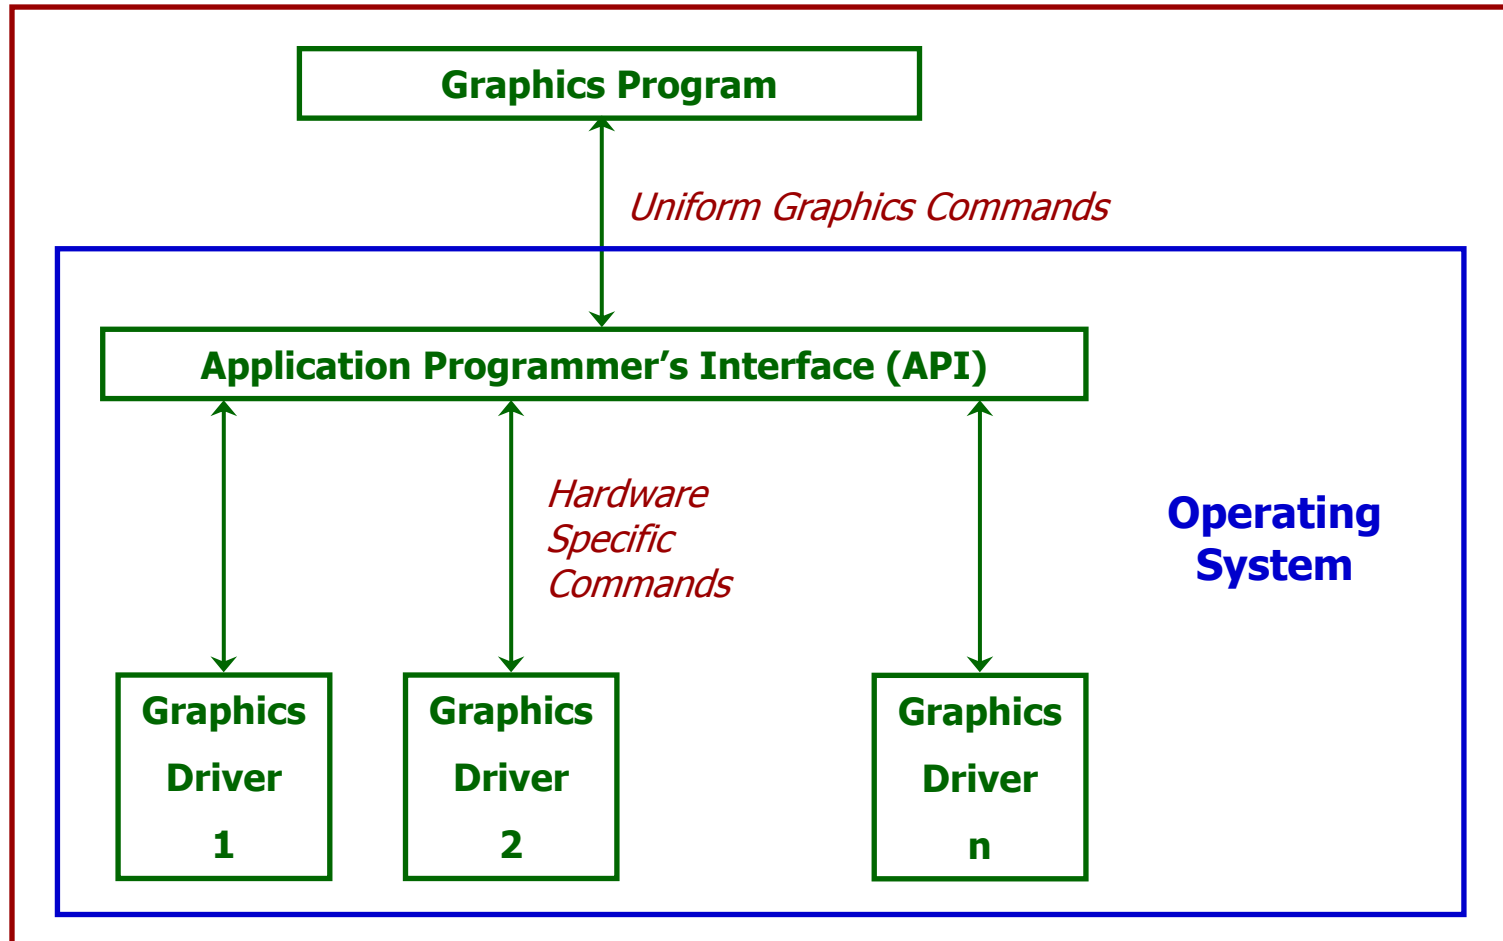 Graphics Program
Uniform Graphics Commands
Application Programmer’s Interface (API)
Hardware
Specific
Commands
Operating
System
Graphics
Driver
1
Graphics
Driver
2
Graphics
Driver
n